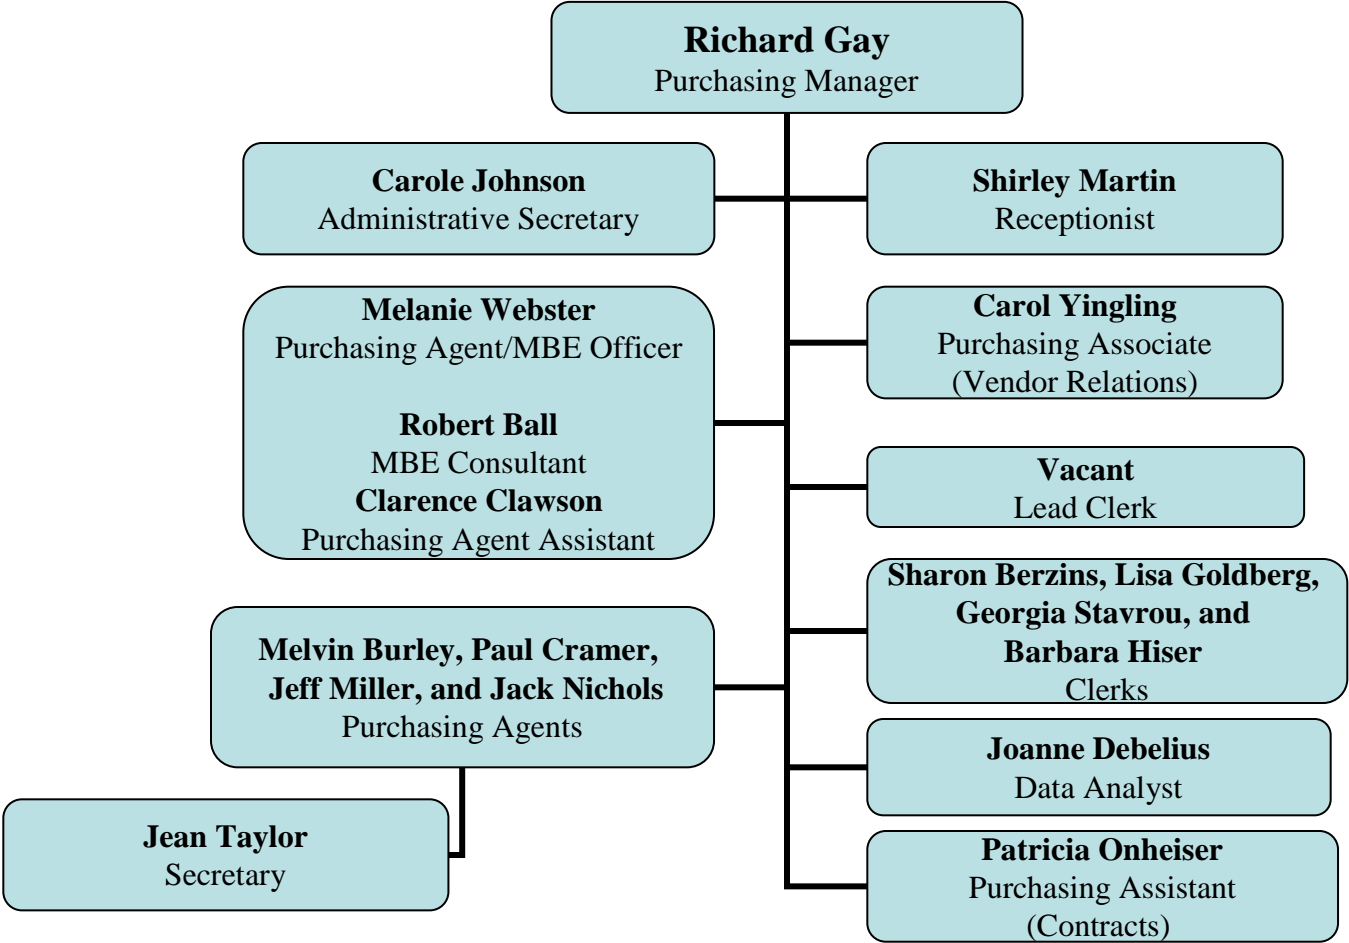 Richard Gay
Purchasing Manager
Carole Johnson
Administrative Secretary
Shirley Martin
Receptionist
Melanie Webster
Purchasing Agent/MBE Officer
Robert Ball
MBE Consultant
Clarence Clawson
Purchasing Agent Assistant
Carol Yingling
Purchasing Associate
(Vendor Relations)
Vacant
Lead Clerk
Sharon Berzins, Lisa Goldberg,
Georgia Stavrou, and
Barbara Hiser
Clerks
Melvin Burley, Paul Cramer,
Jeff Miller, and Jack Nichols
Purchasing Agents
Joanne Debelius
Data Analyst
Jean Taylor
Secretary
Patricia Onheiser
Purchasing Assistant
(Contracts)